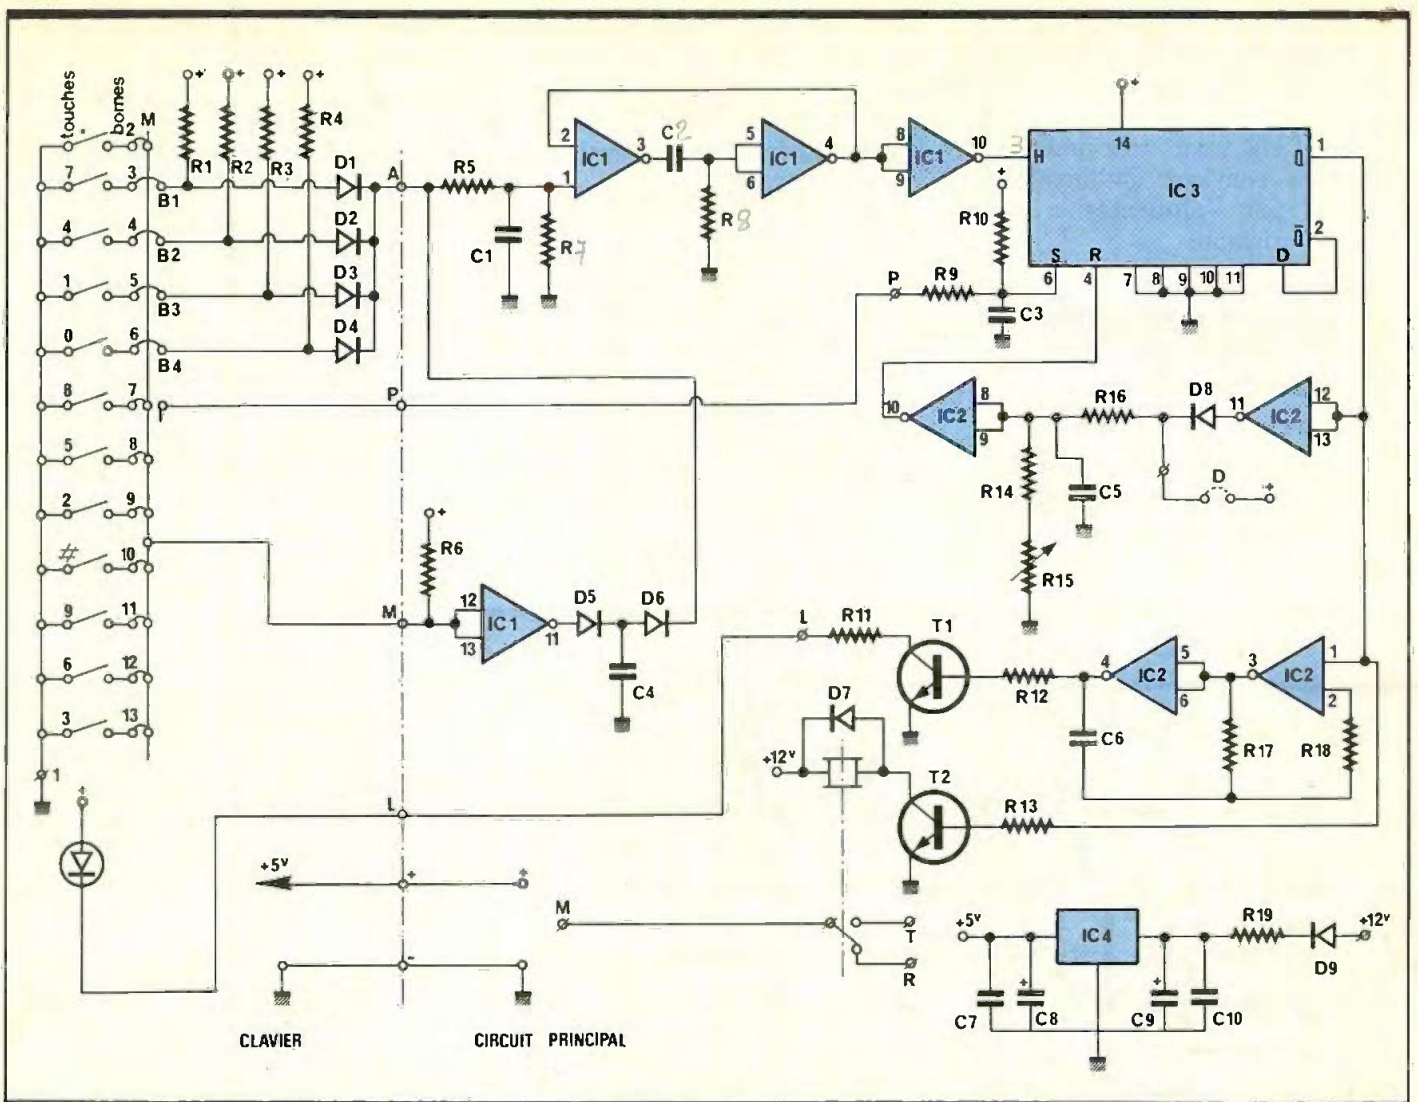 touches
bornes
M
2
7 3 B1
4 4 B2
1 5 B3
0 6 B4
8 7 P
5 8
2 9
# 10
9 11
6 12
3 13
1
+
+ + + +
R1 R2 R3 R4
D1
D2
D3
D4
A
P
M
L
+
-
R5
C1
R7
2
1
IC1
3
C2
R8
5
6
IC1
4
8
9
IC1
10
3 H
+
14
IC3
Q 1
Q 2
S R D
6 4 7 8 9 10 11
+
R10
P R9
C3
10 IC2 8
9
R16
D8
11 IC2 12
13
R14
C5
D +
R15
+
R6
12
13
IC1
11
D5 D6
C4
L R11
T1
R12
4 IC2 5
6
3 IC2 1
2
C6
R17
R18
D7
+12V
T2
R13
+
+5V
+
M
T
R
+5V
IC4
R19
D9
+12V
C7
+ C8
+ C9
C10
CLAVIER
CIRCUIT PRINCIPAL